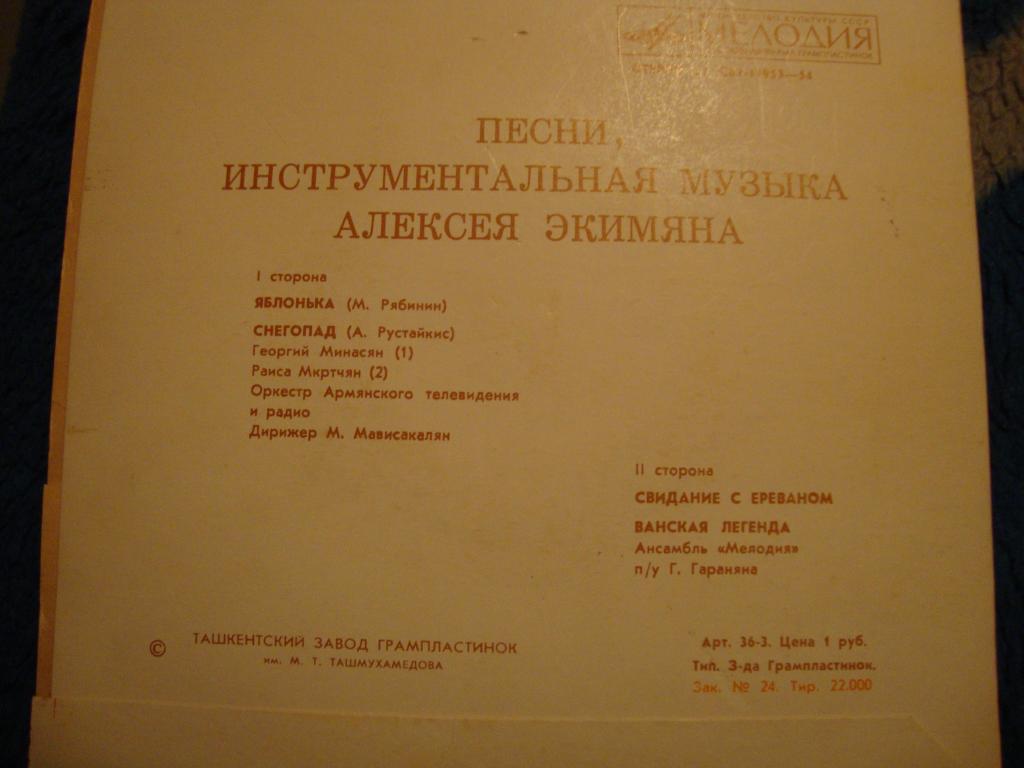 МЕЛОДИЯ
ПЕСНИ,
ИНСТРУМЕНТАЛЬНАЯ МУЗЫКА
АЛЕКСЕЯ ЭКИМЯНА
I сторона
ЯБЛОНЬКА (М. Рябинин)
СНЕГОПАД (А. Рустайкис)
Георгий Минасян (1)
Раиса Мкртчян (2)
Оркестр Армянского телевидения
и радио
Дирижер М. Мависакалян
II сторона
СВИДАНИЕ С ЕРЕВАНОМ
ВАНСКАЯ ЛЕГЕНДА
Ансамбль «Мелодия»
п/у Г. Гараняна
© ТАШКЕНТСКИЙ ЗАВОД ГРАМПЛАСТИНОК
им. М. Т. ТАШМУХАМЕДОВА
Арт. 36-3. Цена 1 руб.
Тип. З-да Грампластинок.
Зак. № 24. Тир. 22.000